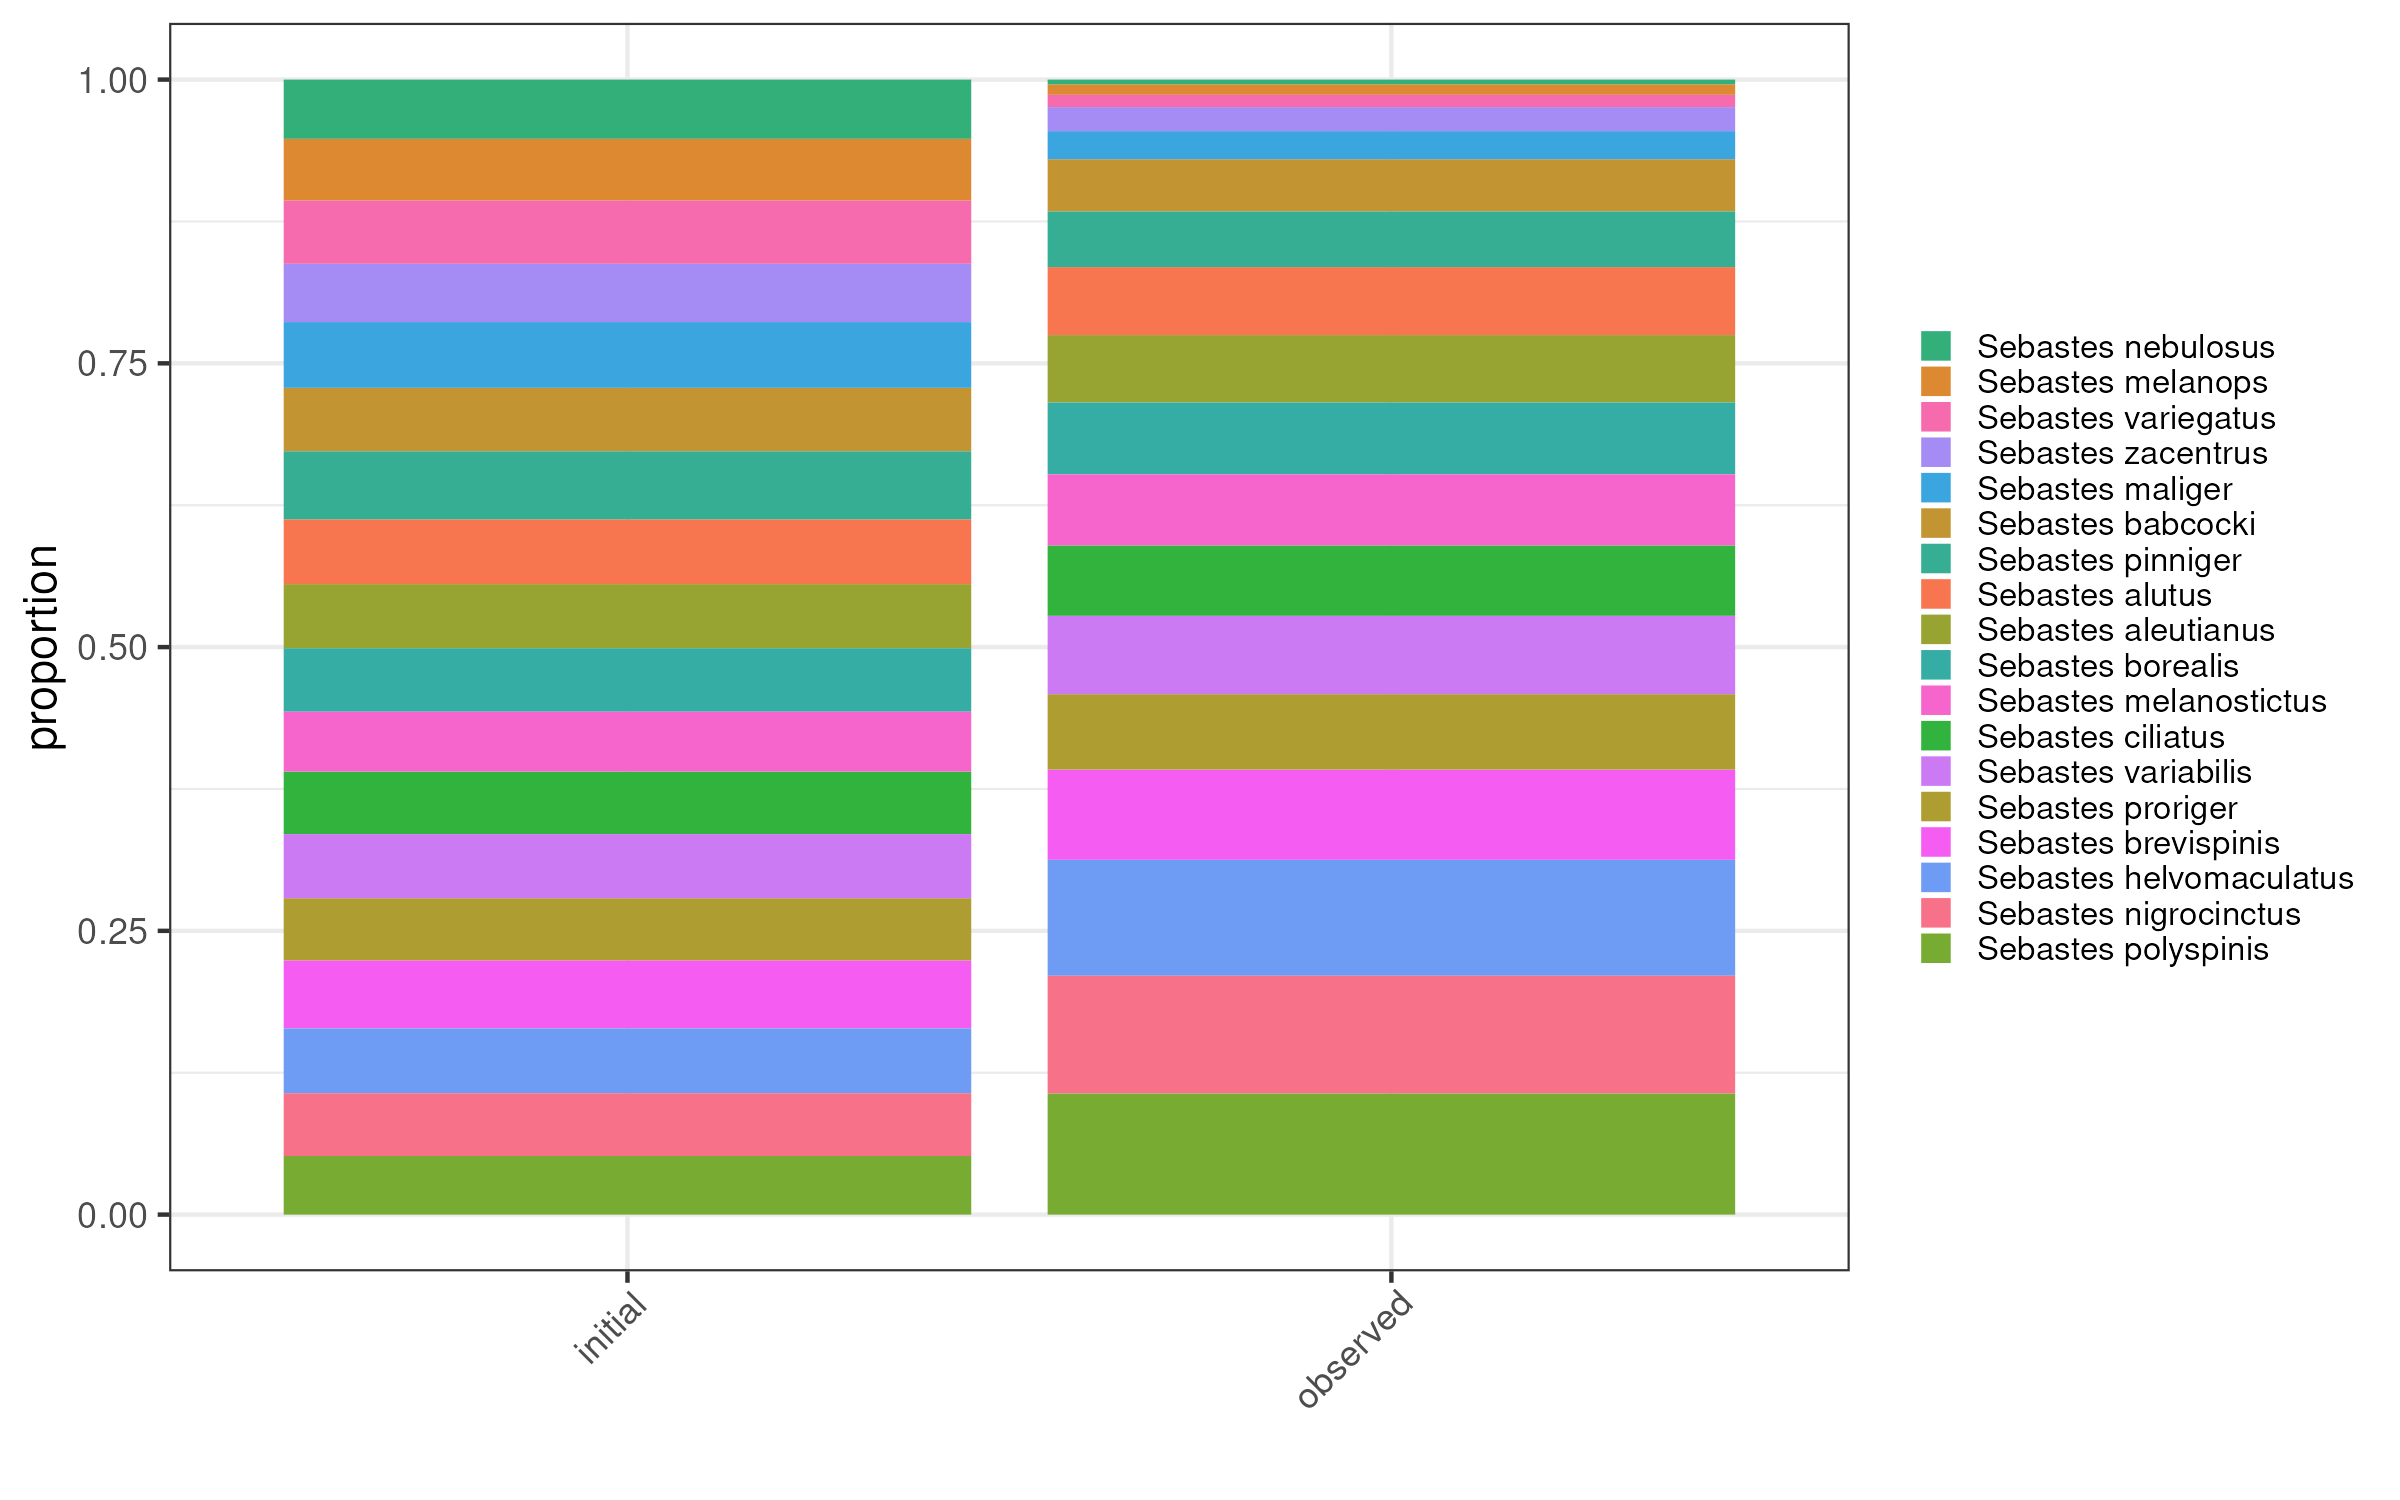 proportion
1.00
0.75
0.50
0.25
0.00
initial
observed
Sebastes nebulosus
Sebastes melanops
Sebastes variegatus
Sebastes zacentrus
Sebastes maliger
Sebastes babcocki
Sebastes pinniger
Sebastes alutus
Sebastes aleutianus
Sebastes borealis
Sebastes melanostictus
Sebastes ciliatus
Sebastes variabilis
Sebastes proriger
Sebastes brevispinis
Sebastes helvomaculatus
Sebastes nigrocinctus
Sebastes polyspinis